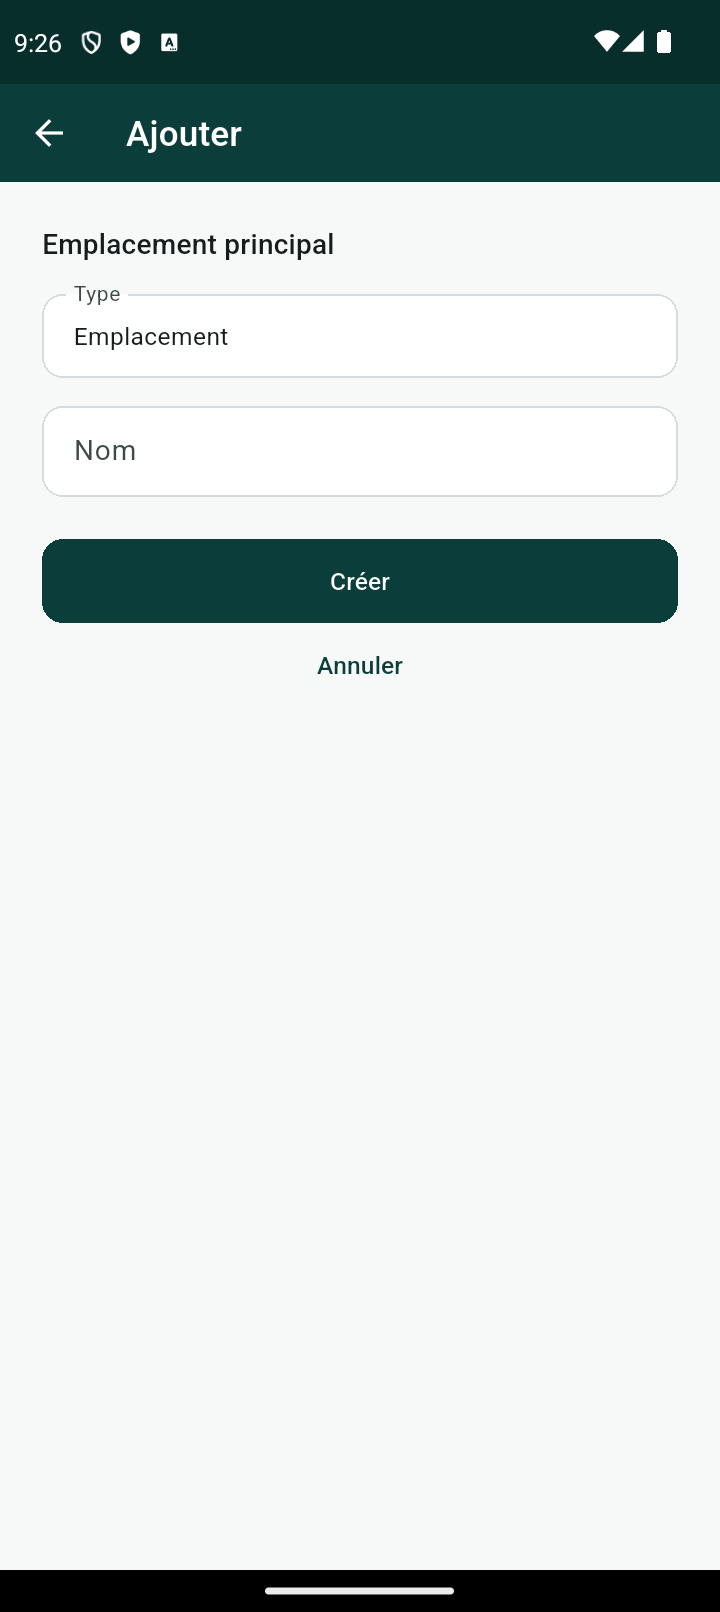 9:26
Ajouter
Emplacement principal
Type
Emplacement
Nom
Créer
Annuler